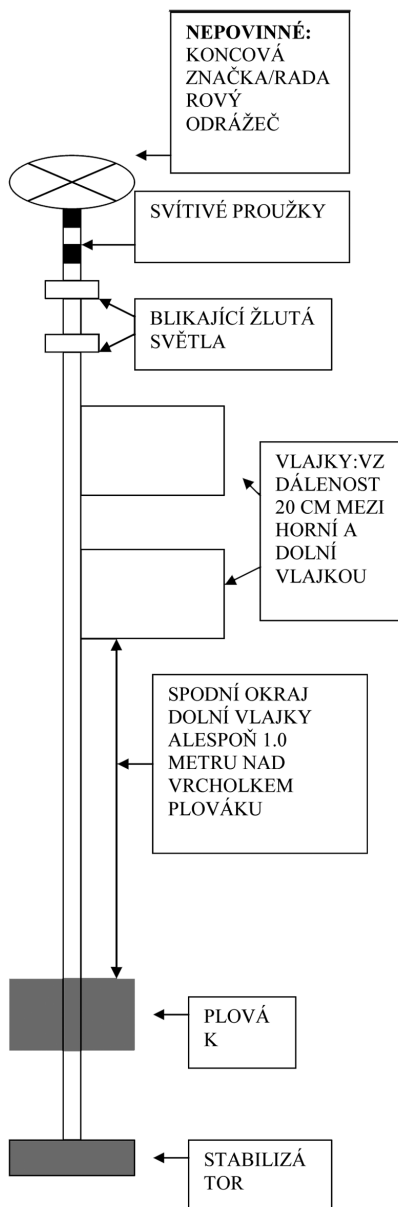 NEPOVINNÉ:
KONCOVÁ
ZNAČKA/RADA
ROVÝ
ODRÁŽEČ
SVÍTIVÉ PROUŽKY
BLIKAJÍCÍ ŽLUTÁ
SVĚTLA
VLAJKY:VZ
DÁLENOST
20 CM MEZI
HORNÍ A
DOLNÍ
VLAJKOU
SPODNÍ OKRAJ
DOLNÍ VLAJKY
ALESPOŇ 1.0
METRU NAD
VRCHOLKEM
PLOVÁKU
PLOVÁ
K
STABILIZÁ
TOR